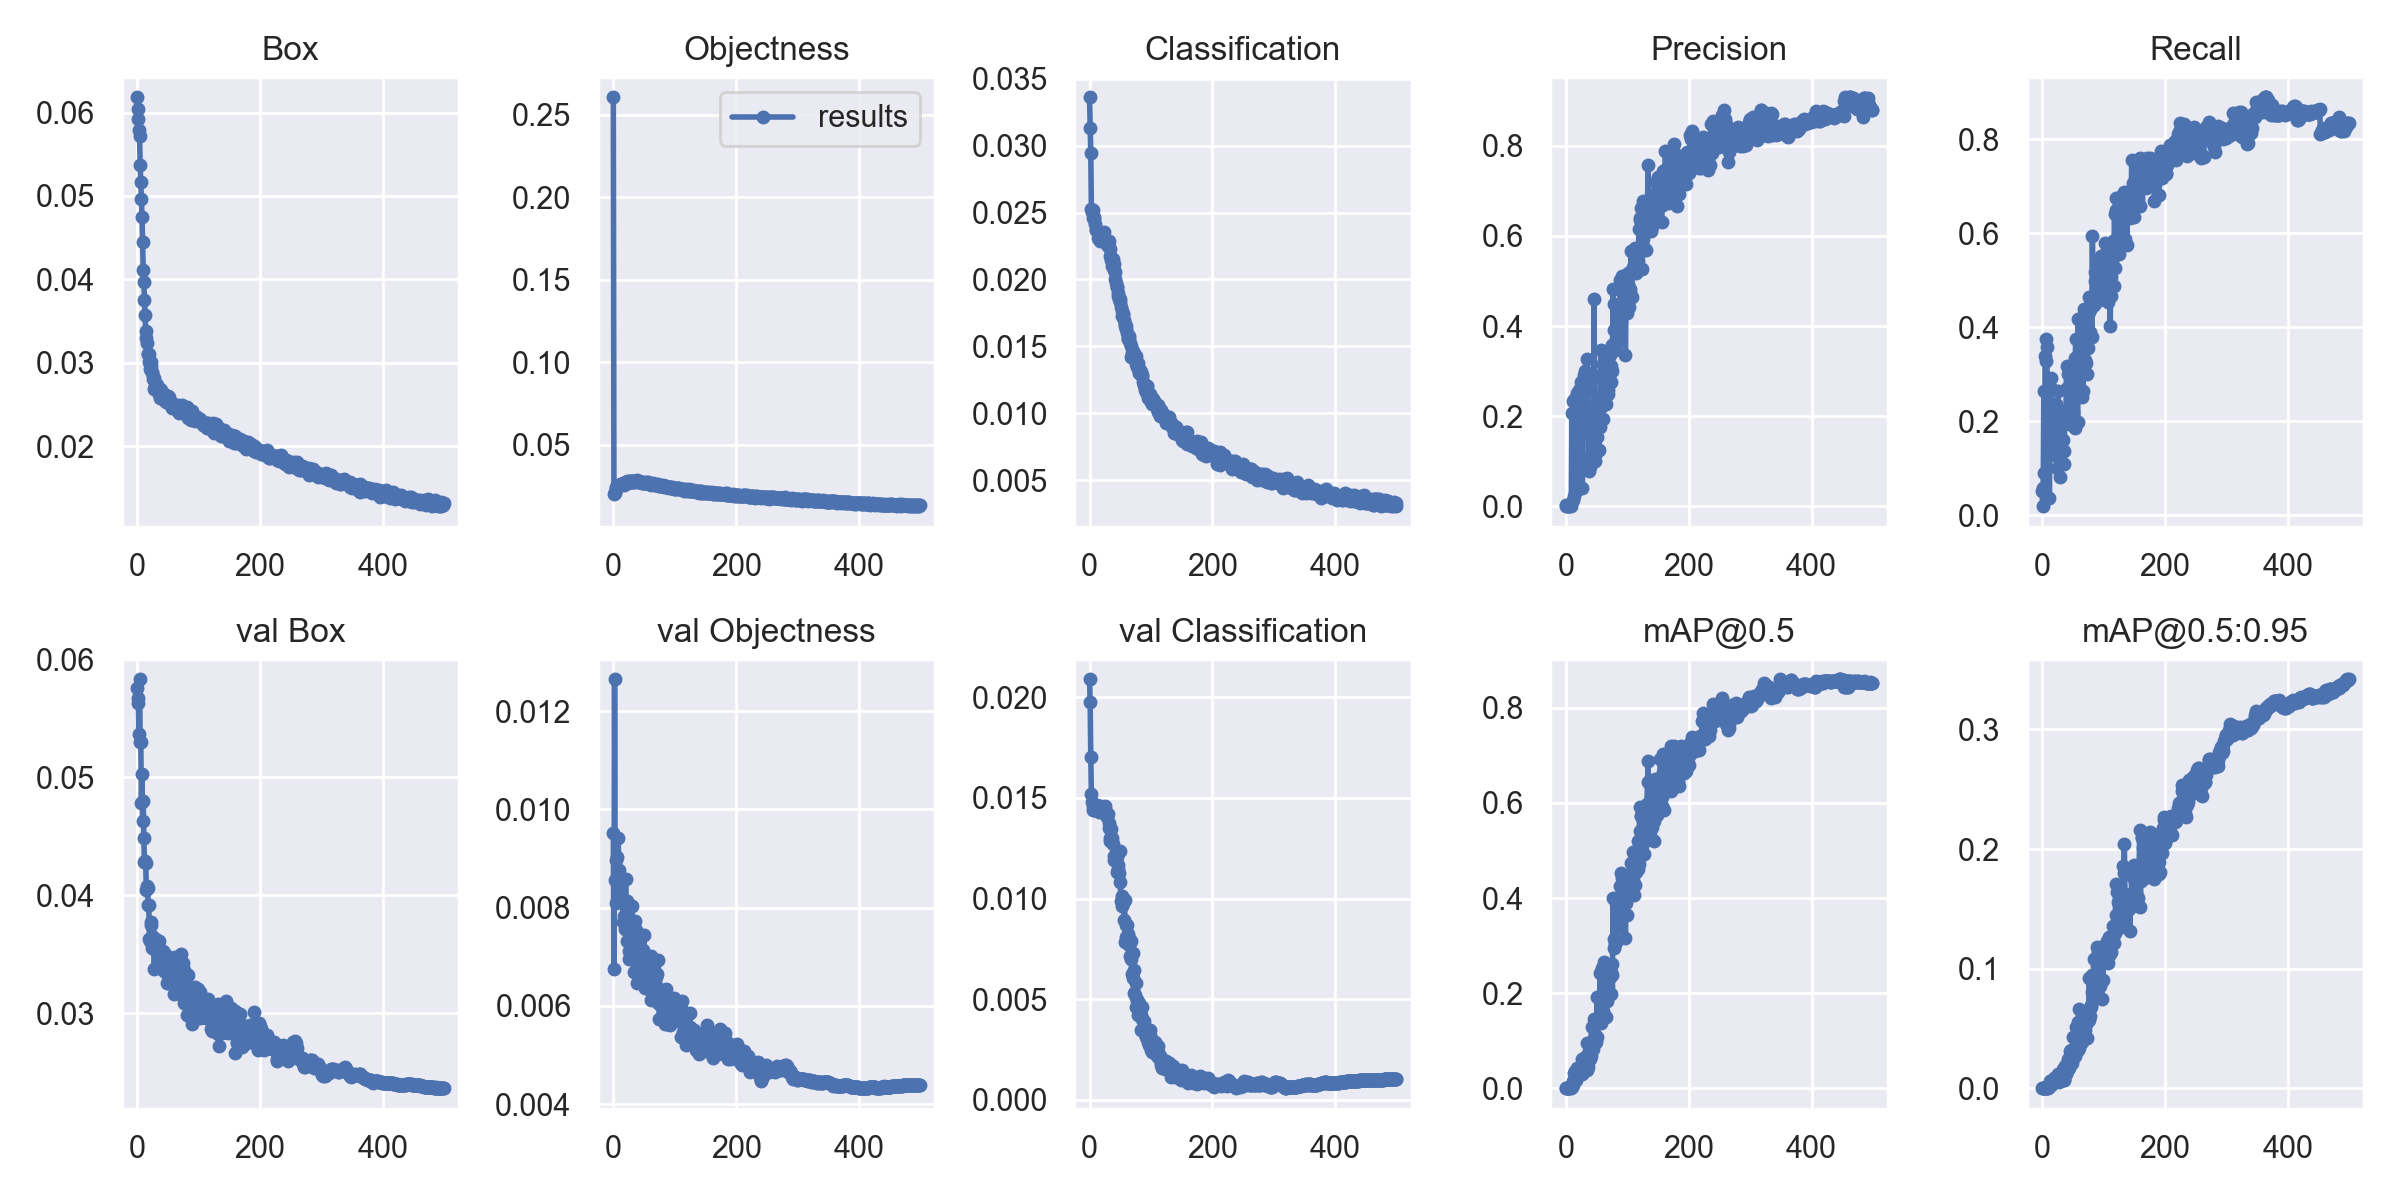 Box
0.06
0.05
0.04
0.03
0.02
0 200 400
Objectness
results
0.25
0.20
0.15
0.10
0.05
0 200 400
Classification
0.035
0.030
0.025
0.020
0.015
0.010
0.005
0 200 400
Precision
0.8
0.6
0.4
0.2
0.0
0 200 400
Recall
0.8
0.6
0.4
0.2
0.0
0 200 400
val Box
0.06
0.05
0.04
0.03
0 200 400
val Objectness
0.012
0.010
0.008
0.006
0.004
0 200 400
val Classification
0.020
0.015
0.010
0.005
0.000
0 200 400
mAP@0.5
0.8
0.6
0.4
0.2
0.0
0 200 400
mAP@0.5:0.95
0.3
0.2
0.1
0.0
0 200 400